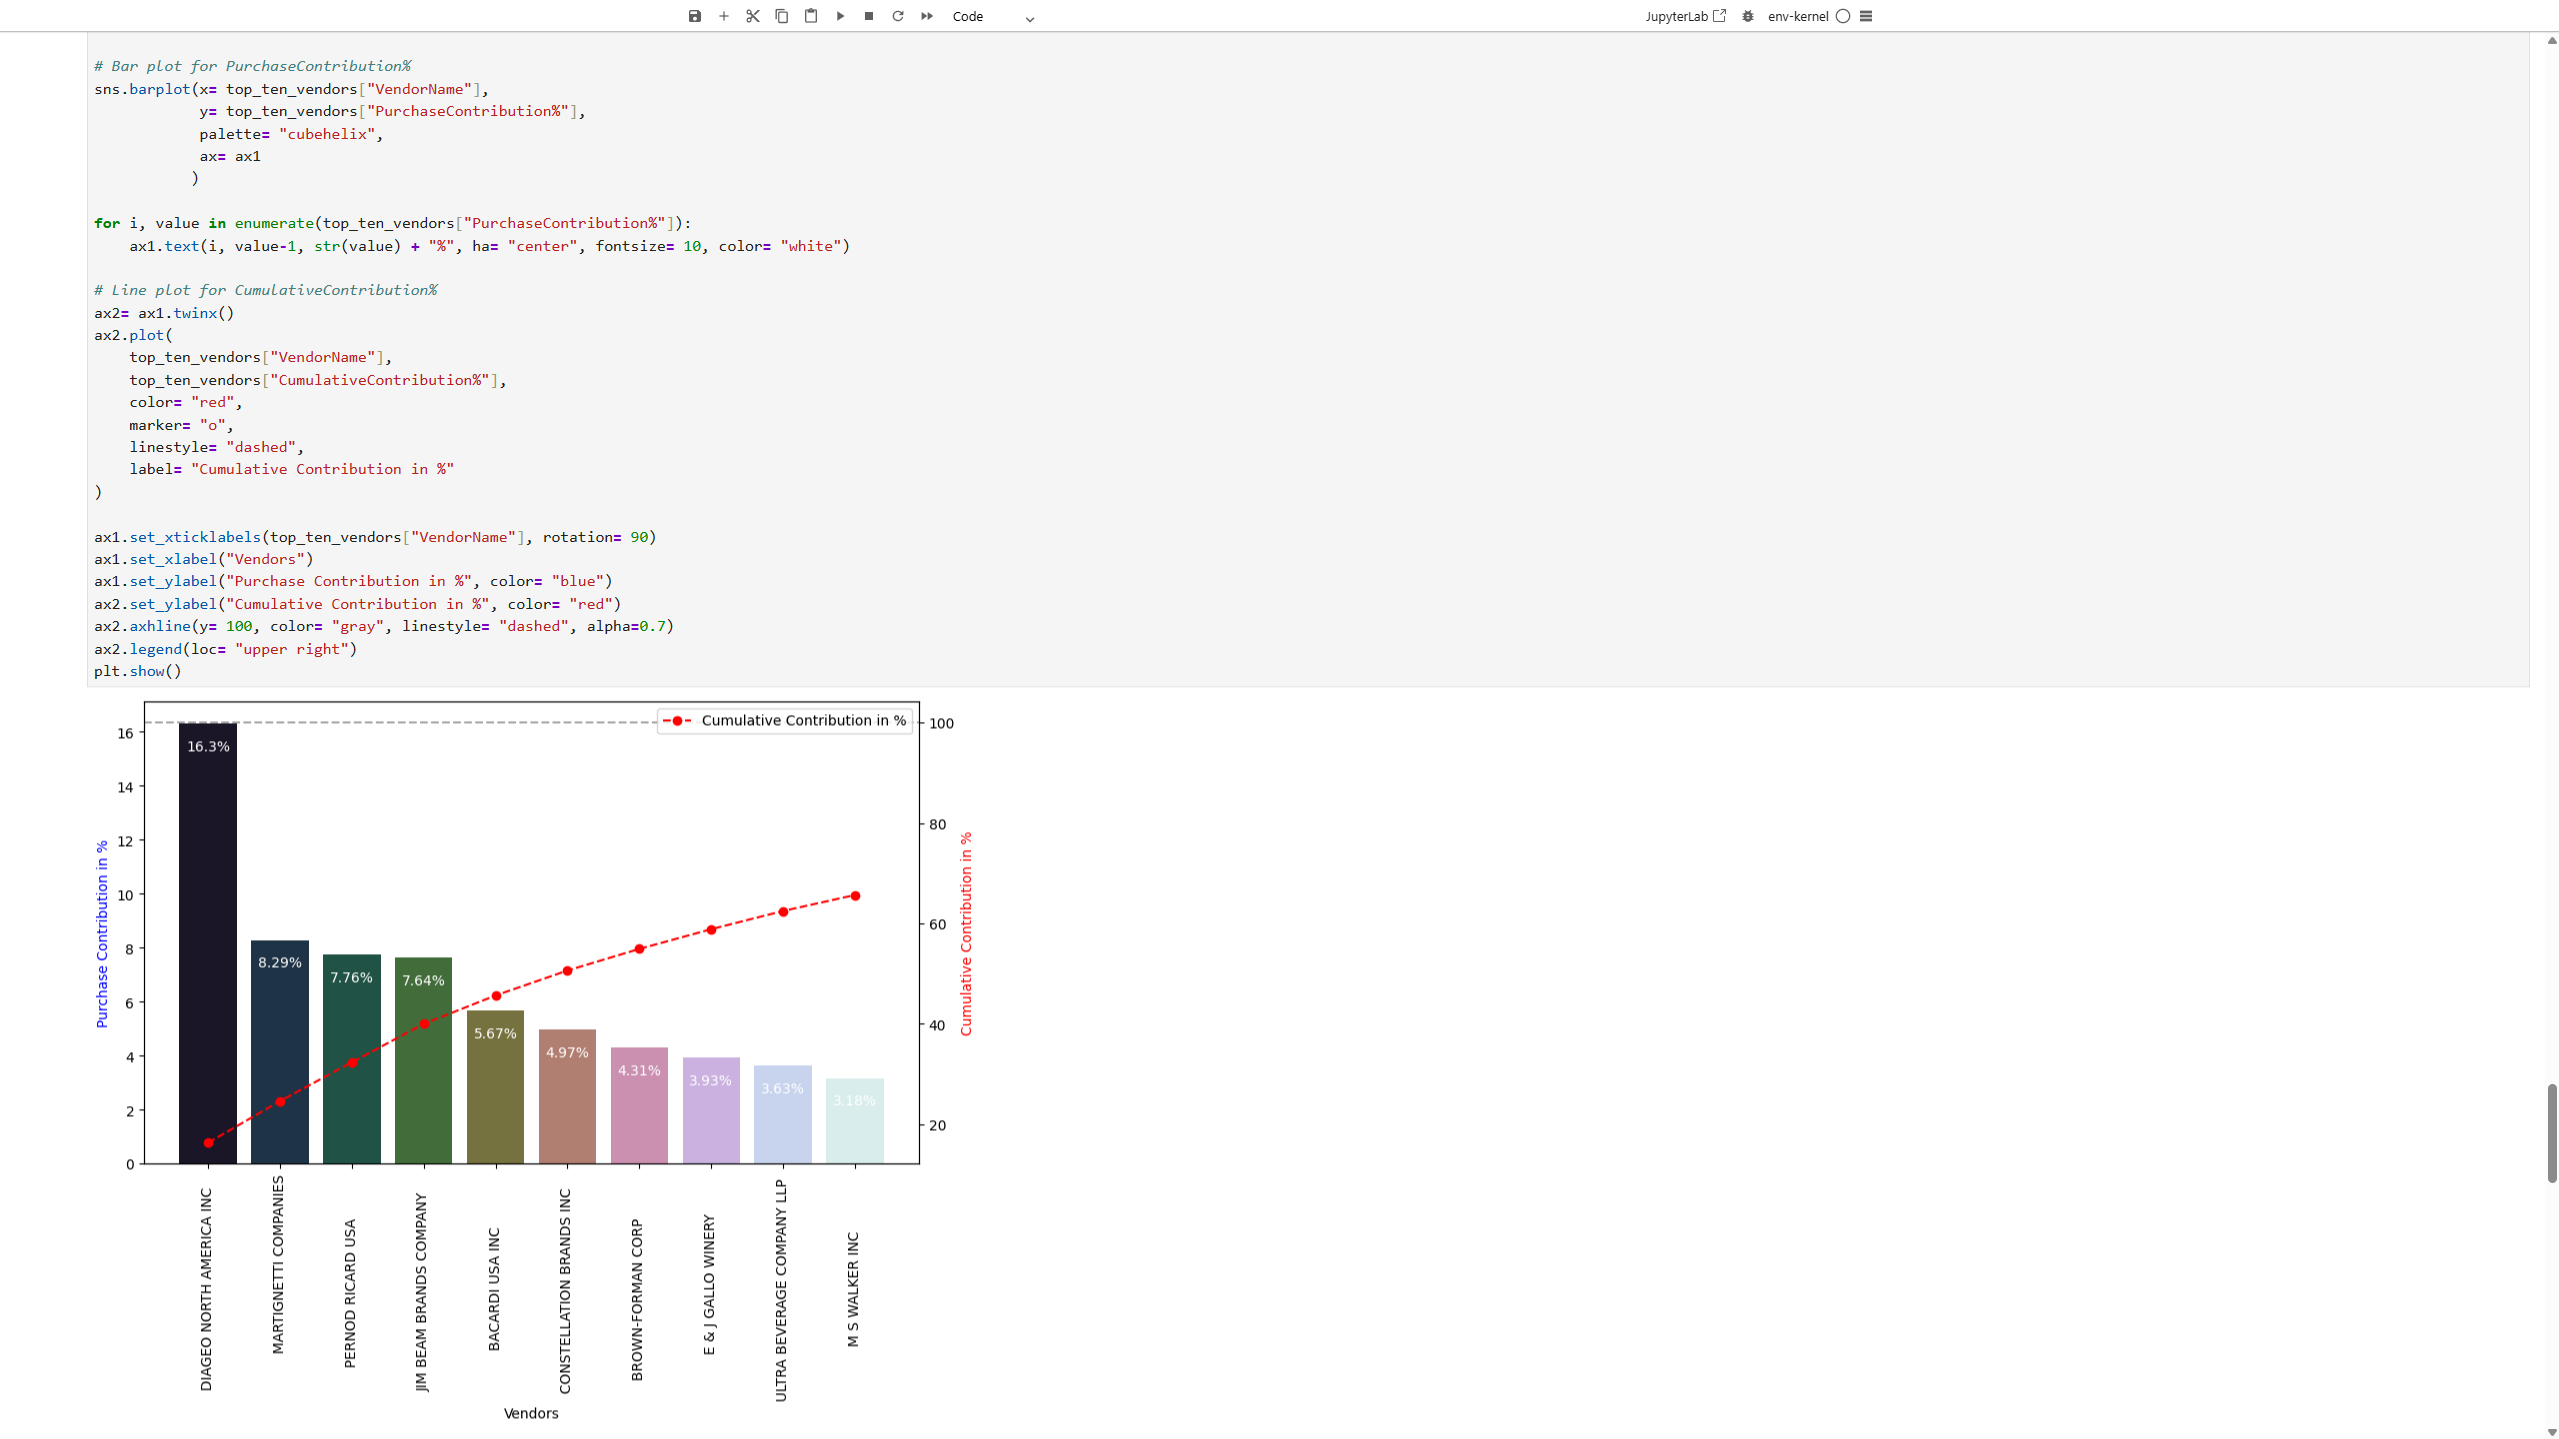 Code
JupyterLab
env-kernel
# Bar plot for PurchaseContribution%
sns.barplot(x= top_ten_vendors["VendorName"],
            y= top_ten_vendors["PurchaseContribution%"],
            palette= "cubehelix",
            ax= ax1
           )
for i, value in enumerate(top_ten_vendors["PurchaseContribution%"]):
    ax1.text(i, value-1, str(value) + "%", ha= "center", fontsize= 10, color= "white")
# Line plot for CumulativeContribution%
ax2= ax1.twinx()
ax2.plot(
    top_ten_vendors["VendorName"],
    top_ten_vendors["CumulativeContribution%"],
    color= "red",
    marker= "o",
    linestyle= "dashed",
    label= "Cumulative Contribution in %"
)
ax1.set_xticklabels(top_ten_vendors["VendorName"], rotation= 90)
ax1.set_xlabel("Vendors")
ax1.set_ylabel("Purchase Contribution in %", color= "blue")
ax2.set_ylabel("Cumulative Contribution in %", color= "red")
ax2.axhline(y= 100, color= "gray", linestyle= "dashed", alpha=0.7)
ax2.legend(loc= "upper right")
plt.show()
Purchase Contribution in %
16
14
12
10
8
6
4
2
0
Cumulative Contribution in %
16.3%
8.29%
7.76%
7.64%
5.67%
4.97%
4.31%
3.93%
3.63%
3.18%
100
80
60
40
20
Cumulative Contribution in %
DIAGEO NORTH AMERICA INC
MARTIGNETTI COMPANIES
PERNOD RICARD USA
JIM BEAM BRANDS COMPANY
BACARDI USA INC
CONSTELLATION BRANDS INC
BROWN-FORMAN CORP
E & J GALLO WINERY
ULTRA BEVERAGE COMPANY LLP
M S WALKER INC
Vendors